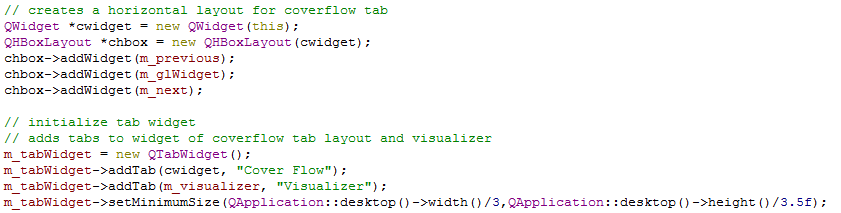 // creates a horizontal layout for coverflow tab
QWidget *cwidget = new QWidget(this);
QHBoxLayout *chbox = new QHBoxLayout(cwidget);
chbox->addWidget(m_previous);
chbox->addWidget(m_glWidget);
chbox->addWidget(m_next);

// initialize tab widget
// adds tabs to widget of coverflow tab layout and visualizer
m_tabWidget = new QTabWidget();
m_tabWidget->addTab(cwidget, "Cover Flow");
m_tabWidget->addTab(m_visualizer, "Visualizer");
m_tabWidget->setMinimumSize(QApplication::desktop()->width()/3,QApplication::desktop()->height()/3.5f);